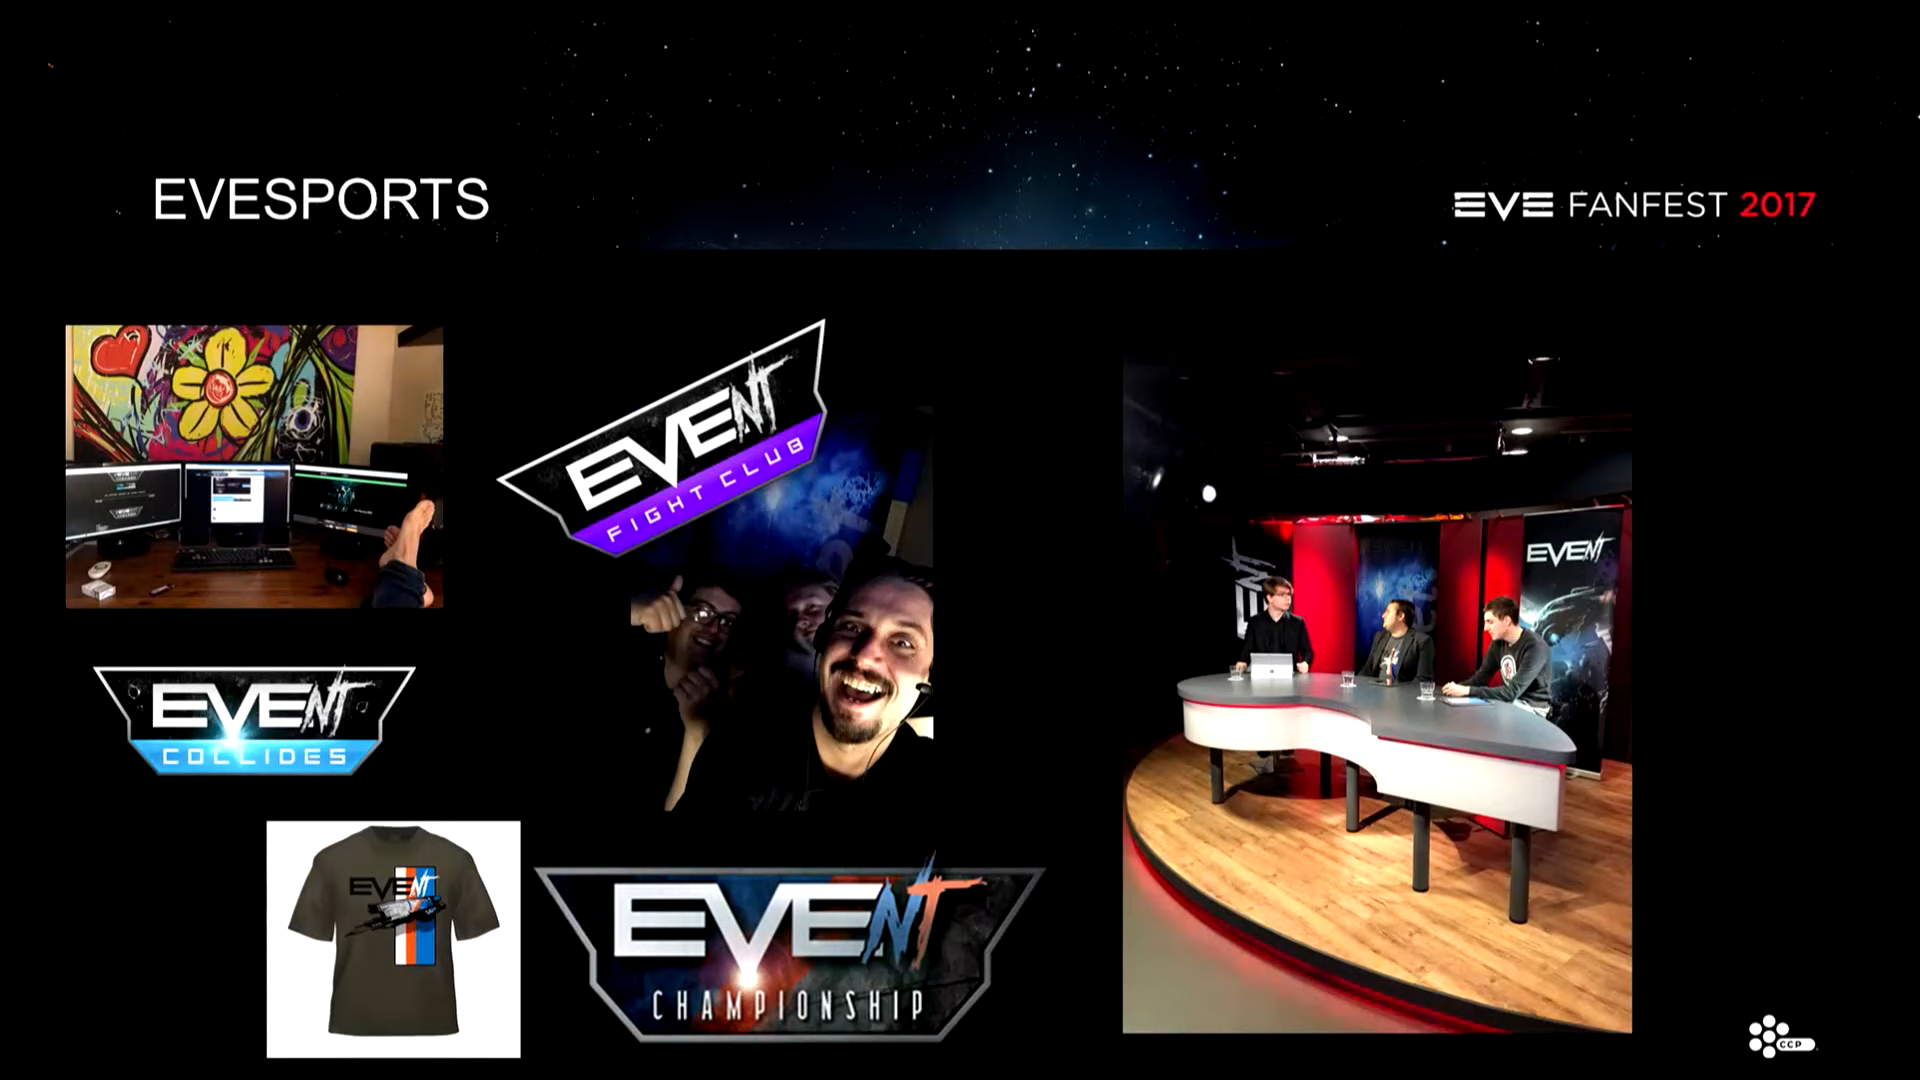 EVESPORTS
EVE FANFEST 2017
EVENT
FIGHT CLUB
EVENT
EVENT
COLLIDES
EVENT
EVENT
CHAMPIONSHIP
CCP